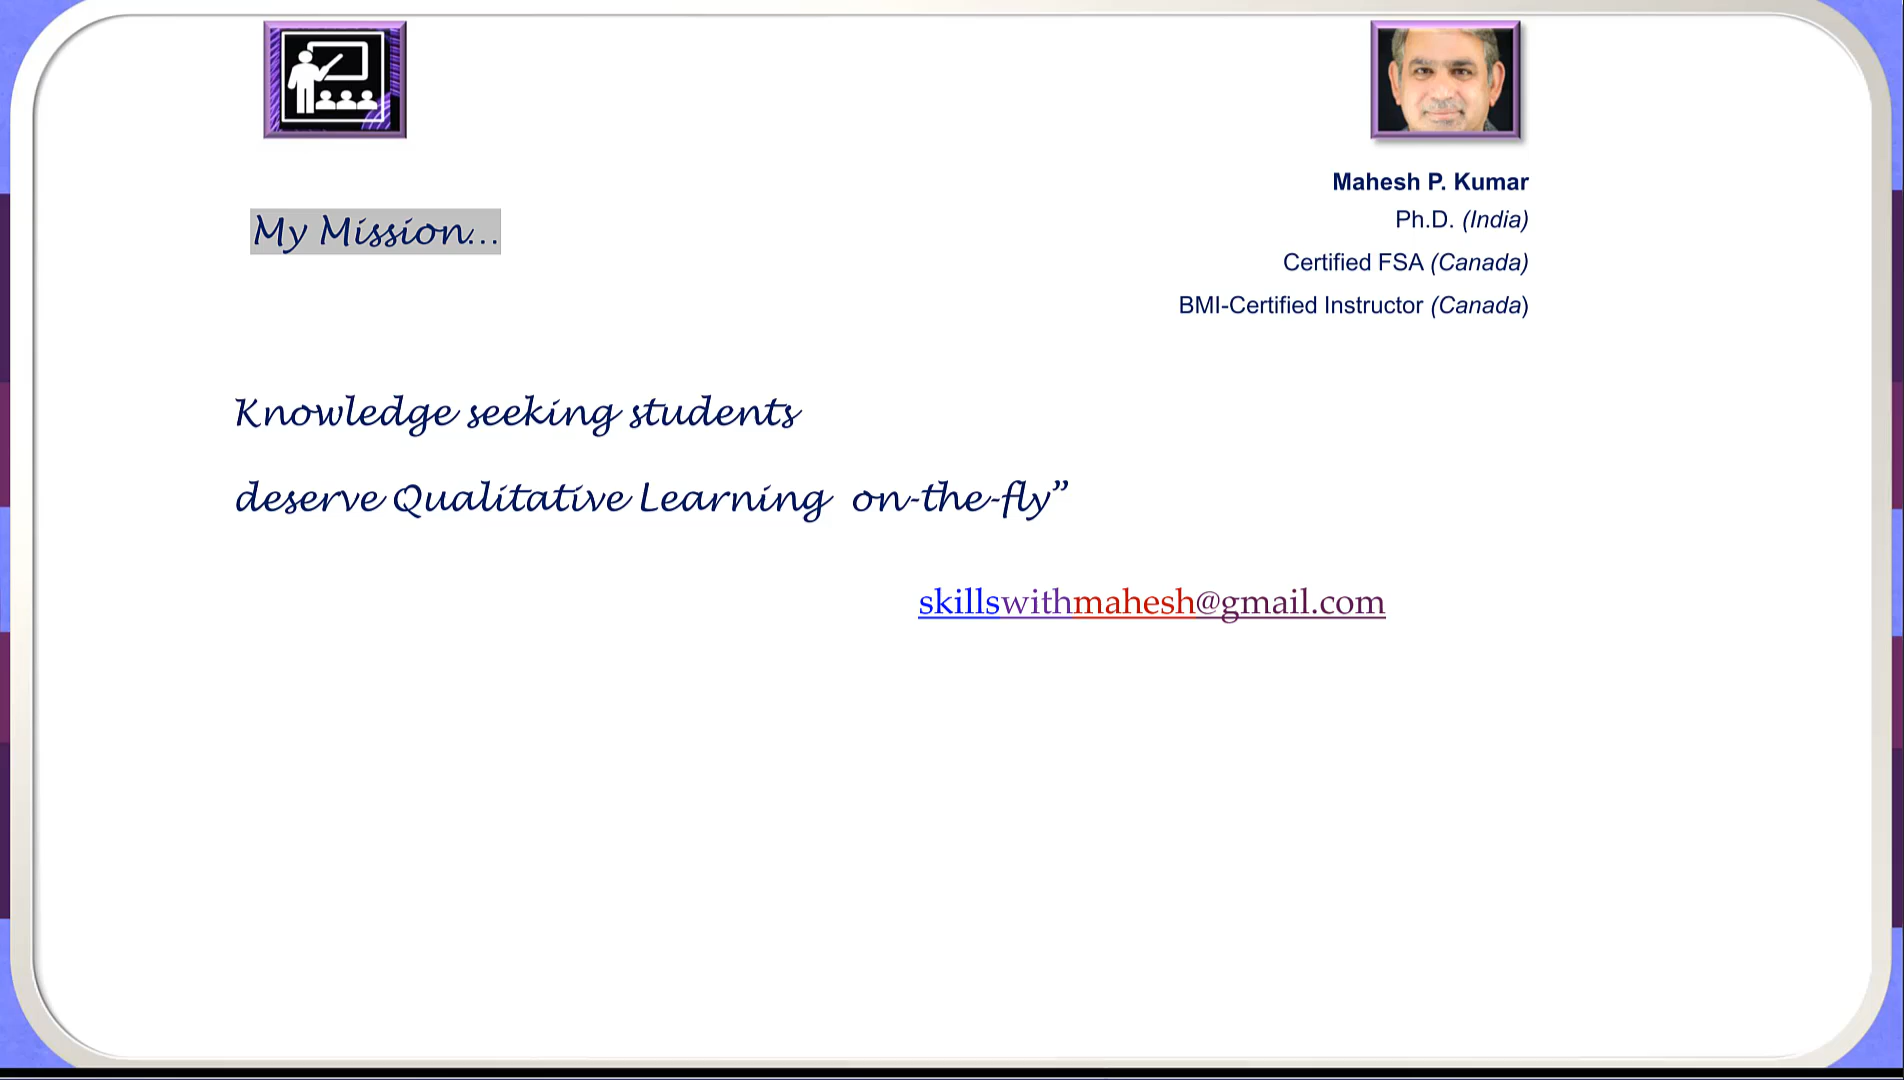 Mahesh P. Kumar
Ph.D. (India)
My Mission...
Certified FSA (Canada)
BMI-Certified Instructor (Canada)
Knowledge seeking students
deserve Qualitative Learning on-the-fly”
skillswithmahesh@gmail.com